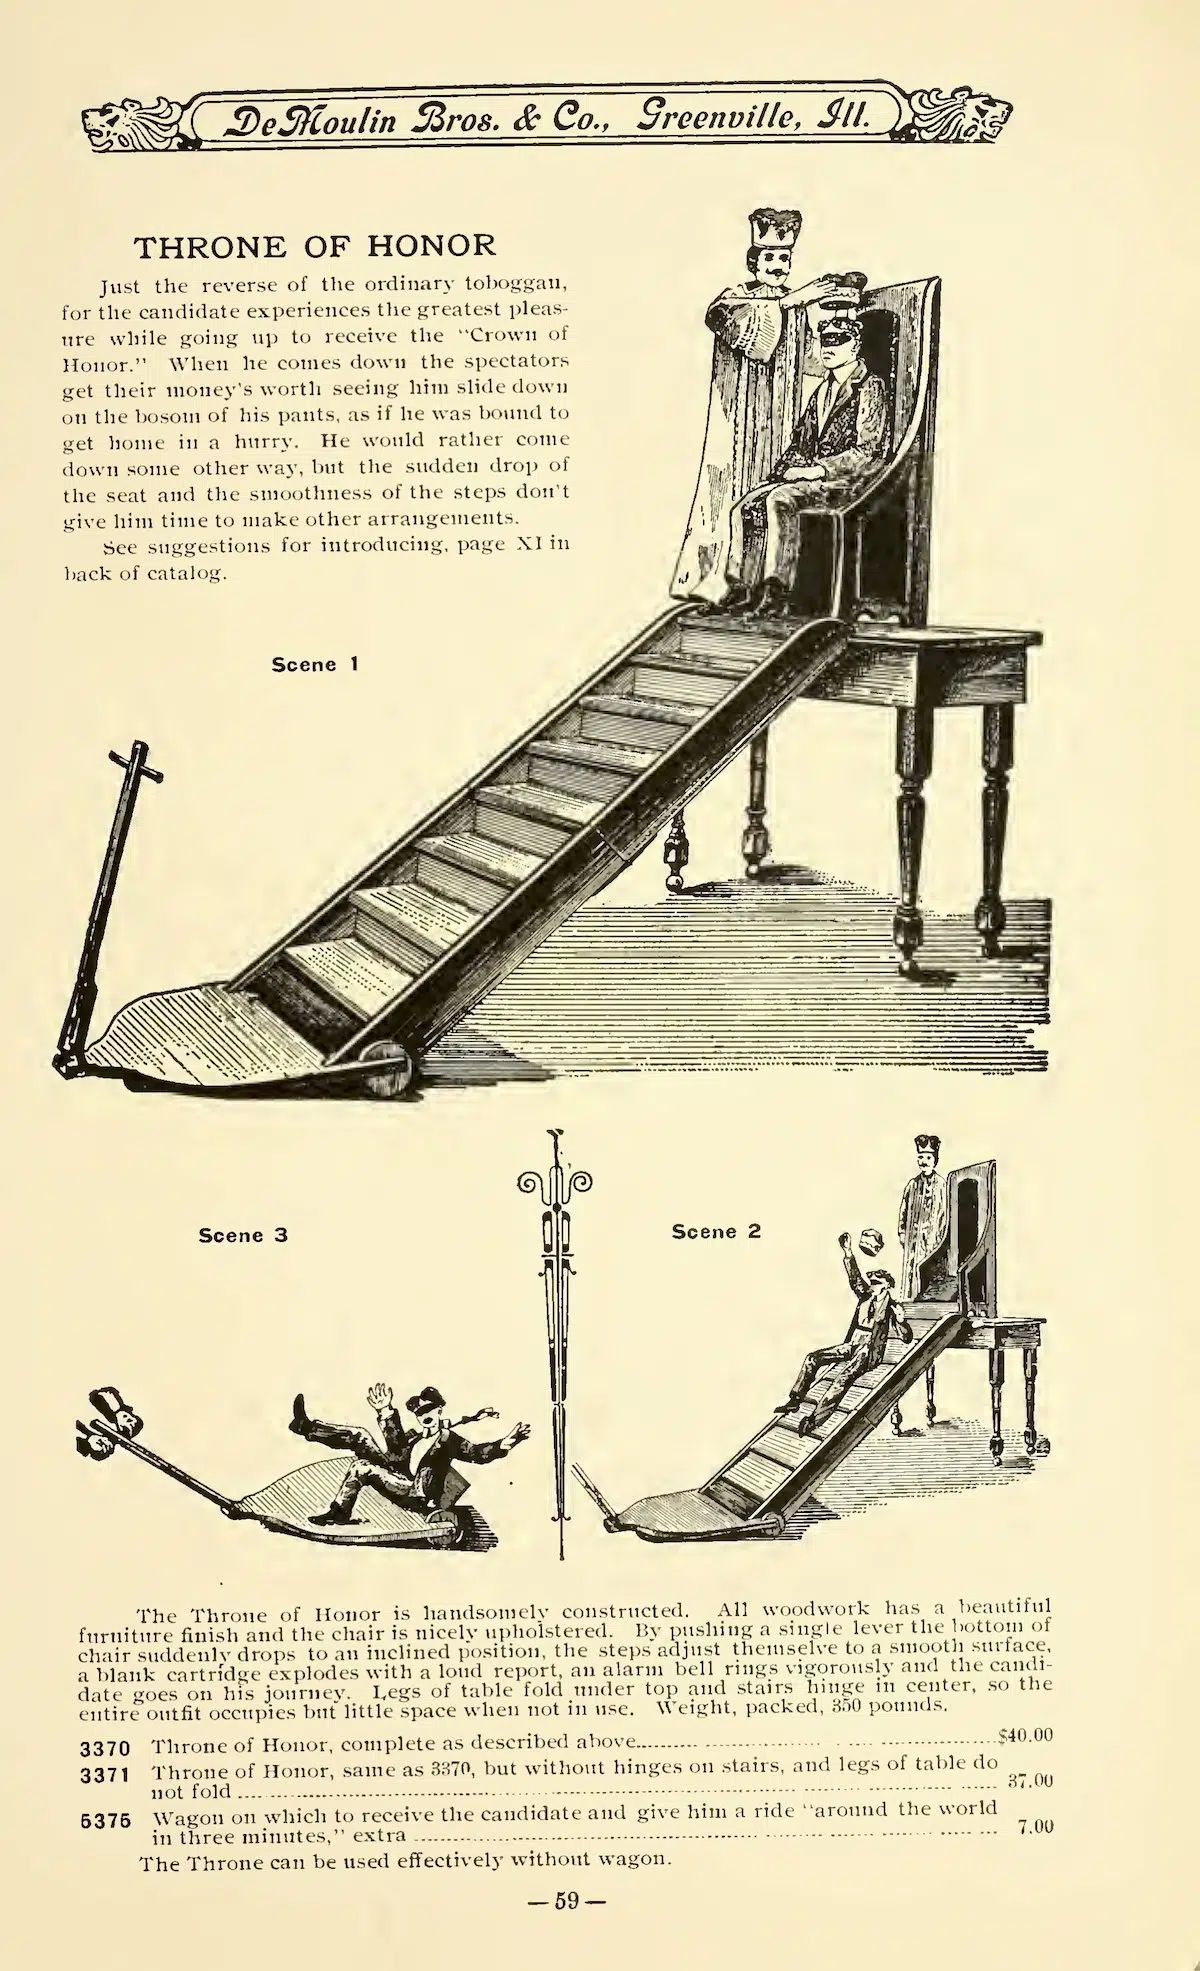 DeMoulin Bros. & Co., Greenville, Ill.
THRONE OF HONOR
Just the reverse of the ordinary toboggan,
for the candidate experiences the greatest pleas-
ure while going up to receive the "Crown of
Honor." When he comes down the spectators
get their money's worth seeing him slide down
on the bosom of his pants, as if he was bound to
get home in a hurry. He would rather come
down some other way, but the sudden drop of
the seat and the smoothness of the steps don't
give him time to make other arrangements.
See suggestions for introducing, page XI in
back of catalog.
Scene 1
Scene 3
Scene 2
The Throne of Honor is handsomely constructed. All woodwork has a beautiful
furniture finish and the chair is nicely upholstered. By pushing a single lever the bottom of
chair suddenly drops to an inclined position, the steps adjust themselve to a smooth surface,
a blank cartridge explodes with a loud report, an alarm bell rings vigorously and the candi-
date goes on his journey. Legs of table fold under top and stairs hinge in center, so the
entire outfit occupies but little space when not in use. Weight, packed, 350 pounds.
3370 Throne of Honor, complete as described above $40.00
3371 Throne of Honor, same as 3370, but without hinges on stairs, and legs of table do
not fold 37.00
5375 Wagon on which to receive the candidate and give him a ride "around the world
in three minutes," extra 7.00
The Throne can be used effectively without wagon.
— 59 —